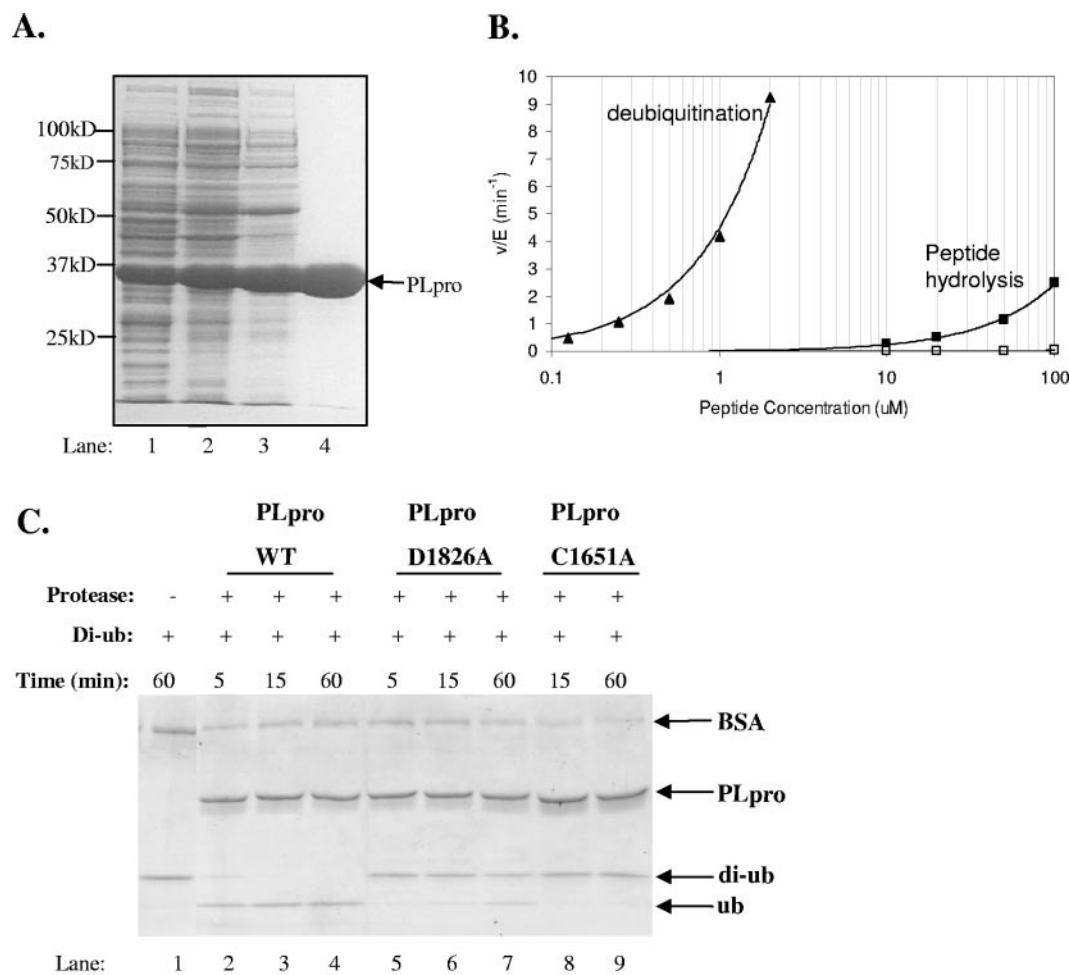 A.
100kD
75kD
50kD
37kD
25kD
PLpro
Lane: 1 2 3 4
B.
10
9
8
7
6
5
4
3
2
1
0
v/E (min-1)
deubiquitination
Peptide
hydrolysis
0.1 1 10 100
Peptide Concentration (uM)
C.
PLpro PLpro PLpro
WT D1826A C1651A
Protease: - + + + + + + + +
Di-ub: + + + + + + + + +
Time (min): 60 5 15 60 5 15 60 15 60
BSA
PLpro
di-ub
ub
Lane: 1 2 3 4 5 6 7 8 9